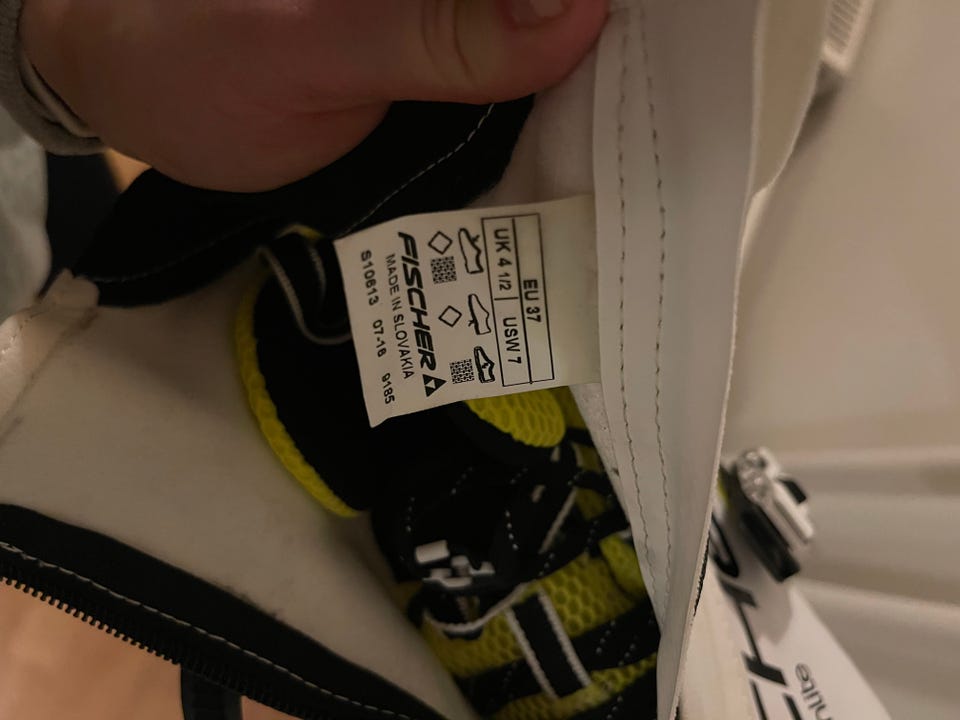 EU 37
UK 4 1/2 USW 7
FISCHER
MADE IN SLOVAKIA
S10613 07-18 9185